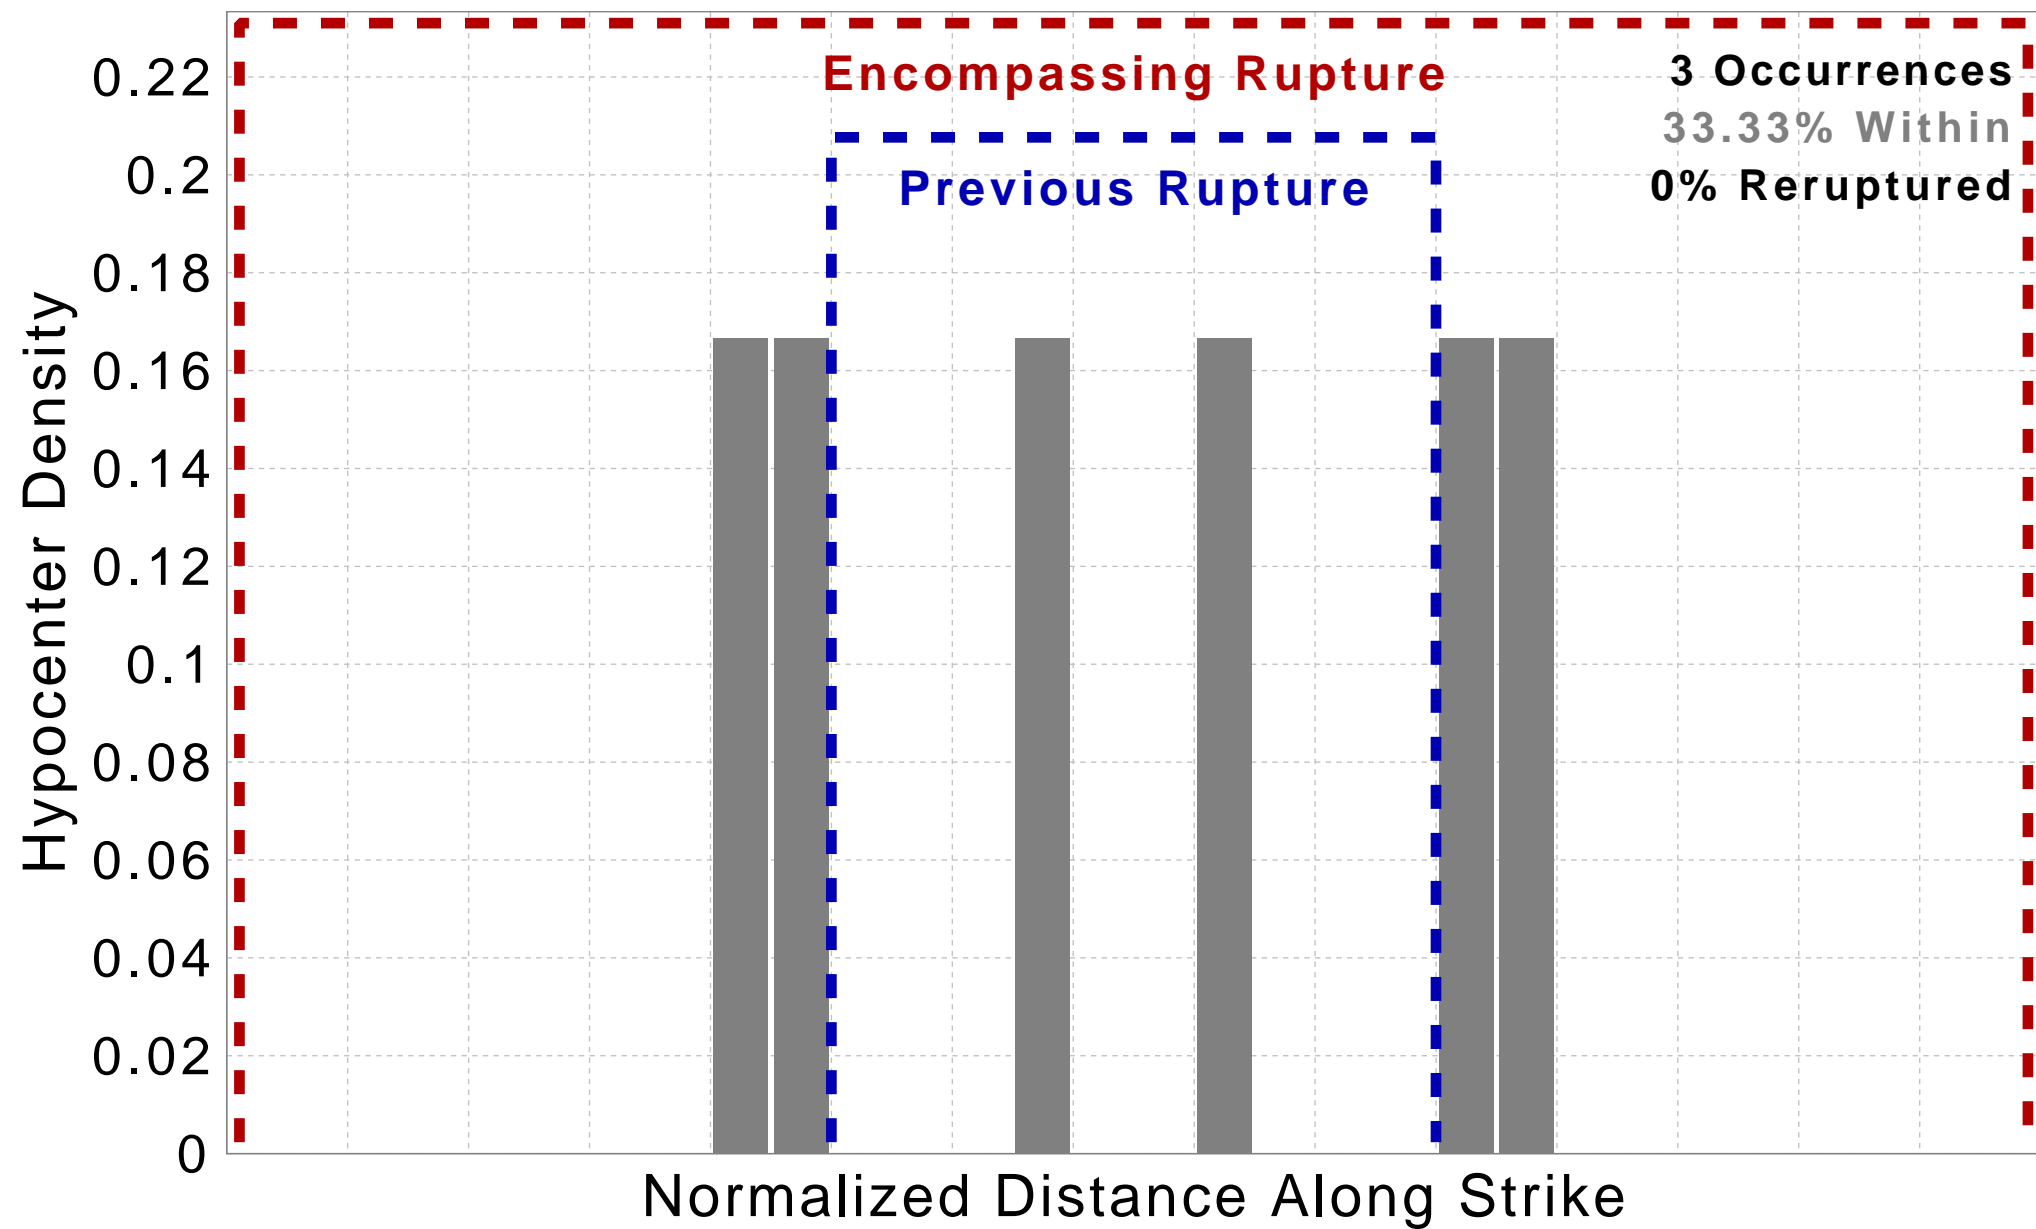 Encompassing Rupture
3 Occurrences
33.33% Within
0% Reruptured
Previous Rupture
0.22
0.2
0.18
0.16
0.14
0.12
0.1
0.08
0.06
0.04
0.02
0
Hypocenter Density
Normalized Distance Along Strike